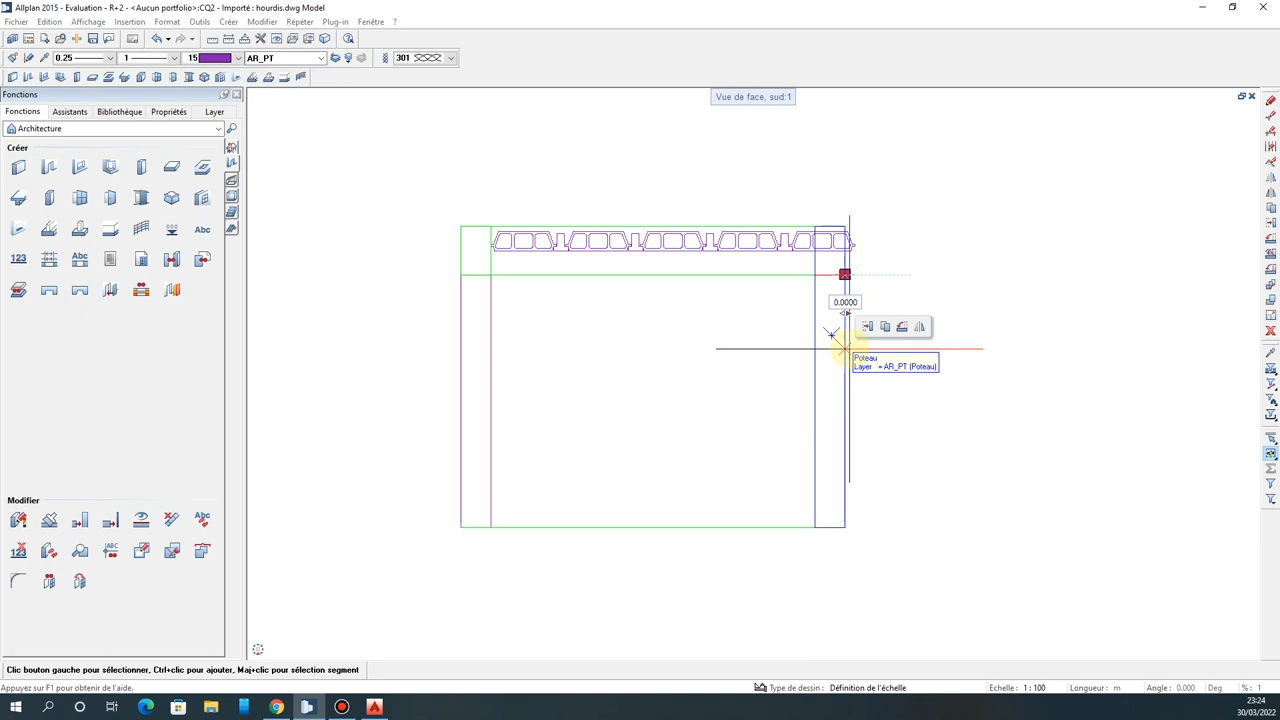 Allplan 2015 - Evaluation - R+2 - <Aucun portfolio>:CQ2 - Importé : hourdis.dwg Model
Fichier Edition Affichage Insertion Format Outils Créer Modifier Répéter Plug-in Fenêtre ?
0.25 1 15 AR_PT 301
Fonctions
Fonctions Assistants Bibliothèque Propriétés Layer
Architecture
Créer
Abc
123 Abc
Modifier
Abc
123 ABC
Vue de face, sud:1
0.0000
Poteau
Layer = AR_PT (Poteau)
Clic bouton gauche pour sélectionner, Ctrl+clic pour ajouter, Maj+clic pour sélection segment
Appuyez sur F1 pour obtenir de l'aide. Type de dessin : Définition de l'échelle Echelle : 1 : 100 Longueur : m Angle : 0.000 Deg % : 1
23:24
30/03/2022